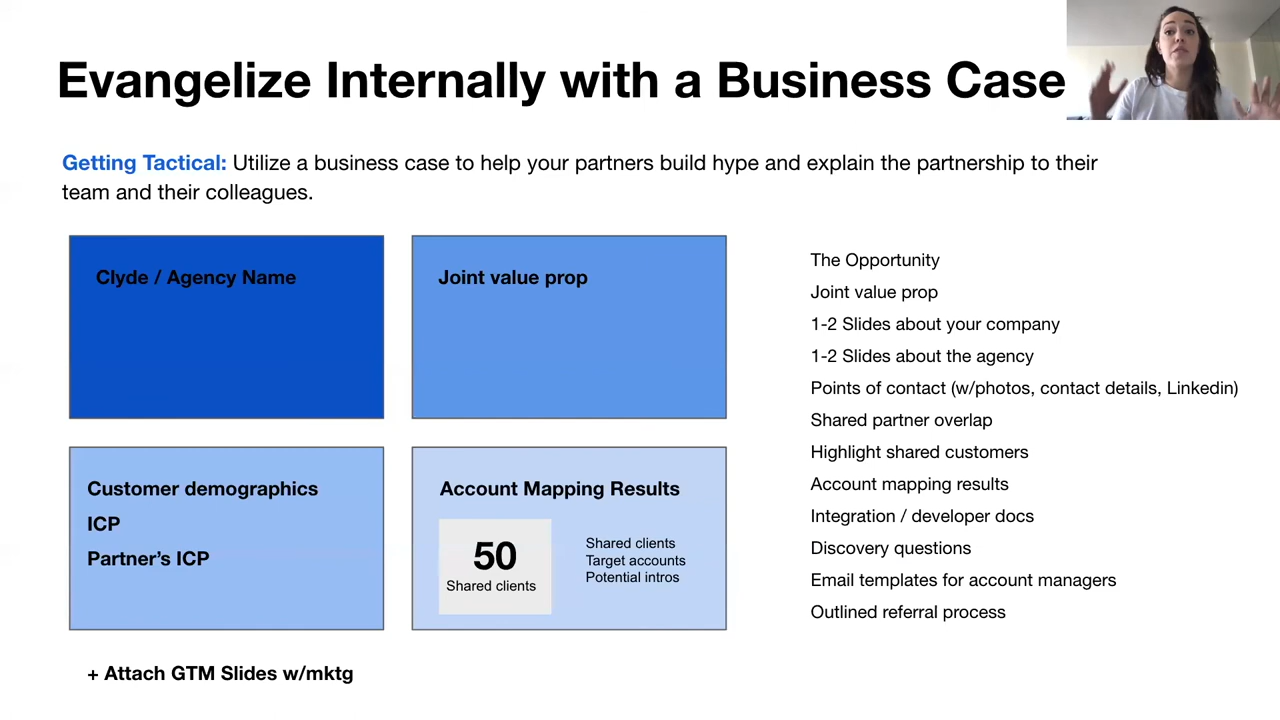 Evangelize Internally with a Business Case
Getting Tactical: Utilize a business case to help your partners build hype and explain the partnership to their
team and their colleagues.
Clyde / Agency Name
Joint value prop
Customer demographics
ICP
Partner’s ICP
Account Mapping Results
50
Shared clients
Shared clients
Target accounts
Potential intros
+ Attach GTM Slides w/mktg
The Opportunity
Joint value prop
1-2 Slides about your company
1-2 Slides about the agency
Points of contact (w/photos, contact details, Linkedin)
Shared partner overlap
Highlight shared customers
Account mapping results
Integration / developer docs
Discovery questions
Email templates for account managers
Outlined referral process